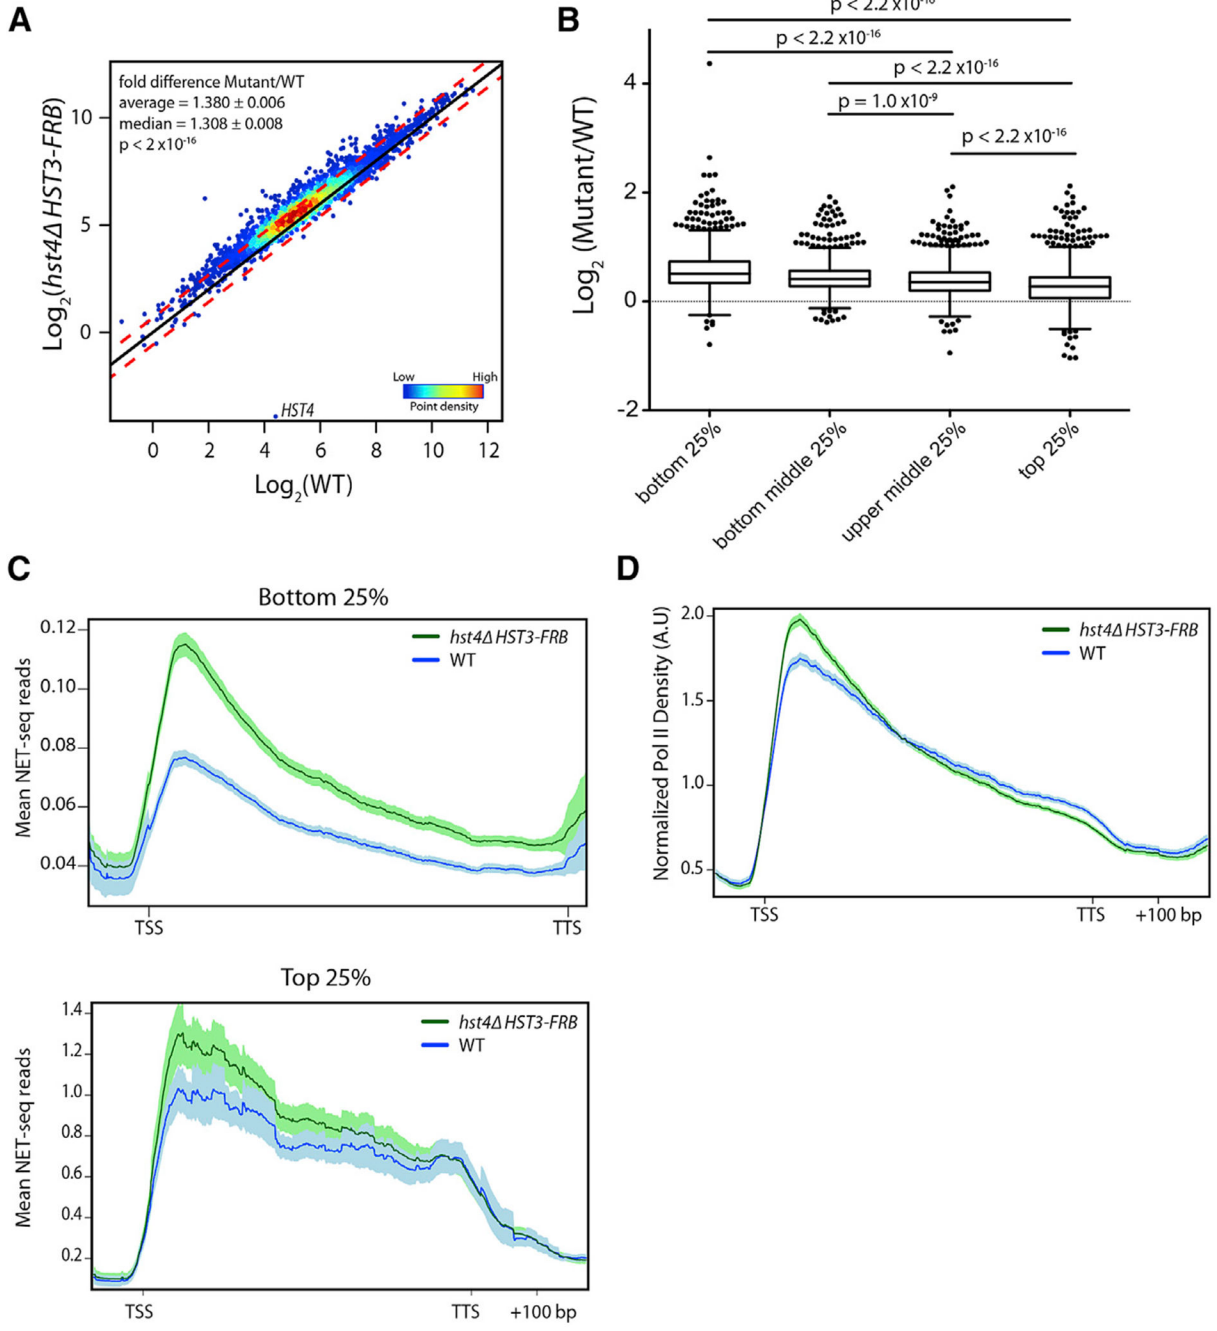 A
fold difference Mutant/WT
average = 1.380 ± 0.006
median = 1.308 ± 0.008
p < 2 x10-16
Log2(hst4Δ HST3-FRB)
10
5
0
Low High
Point density
HST4
0 2 4 6 8 10 12
Log2(WT)
B
p < 2.2 x10-16
p < 2.2 x10-16
p < 2.2 x10-16
p = 1.0 x10-9
p < 2.2 x10-16
Log2 (Mutant/WT)
4
2
0
-2
bottom 25%
bottom middle 25%
upper middle 25%
top 25%
C
Bottom 25%
Mean NET-seq reads
0.12
0.10
0.08
0.06
0.04
hst4Δ HST3-FRB
WT
TSS TTS
Top 25%
Mean NET-seq reads
1.4
1.2
1.0
0.8
0.6
0.4
0.2
hst4Δ HST3-FRB
WT
TSS TTS +100 bp
D
Normalized Pol II Density (A.U)
2.0
1.5
1.0
0.5
hst4Δ HST3-FRB
WT
TSS TTS +100 bp